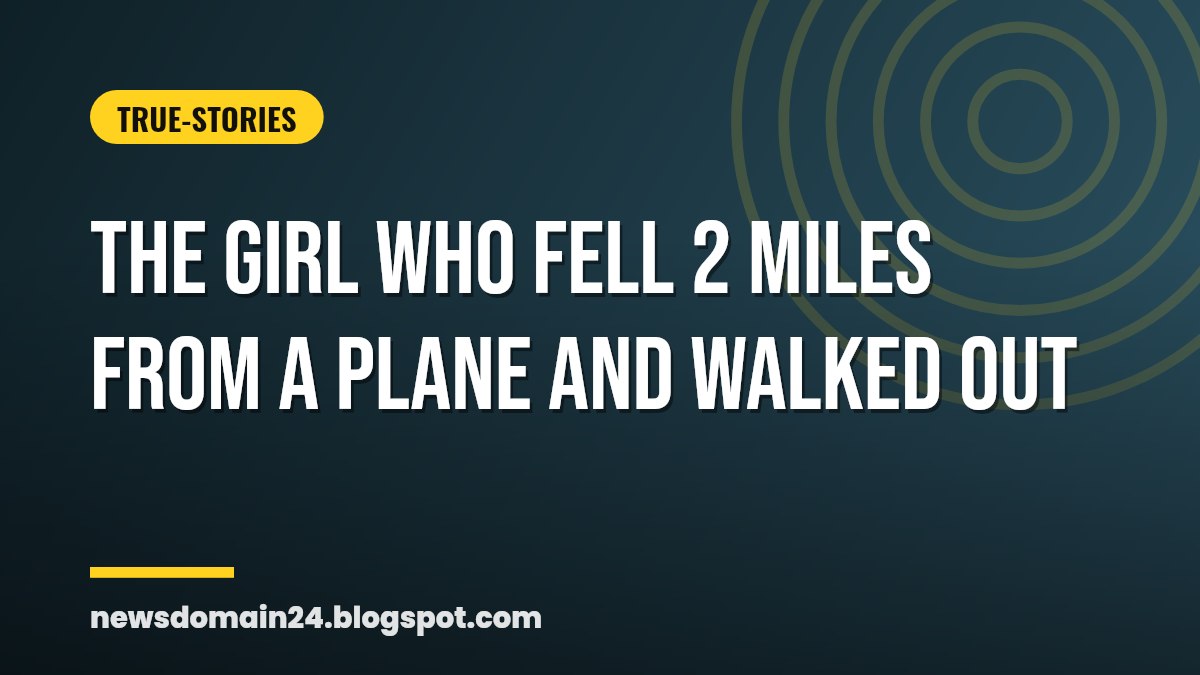 TRUE-STORIES
THE GIRL WHO FELL 2 MILES
FROM A PLANE AND WALKED OUT
newsdomain24.blogspot.com